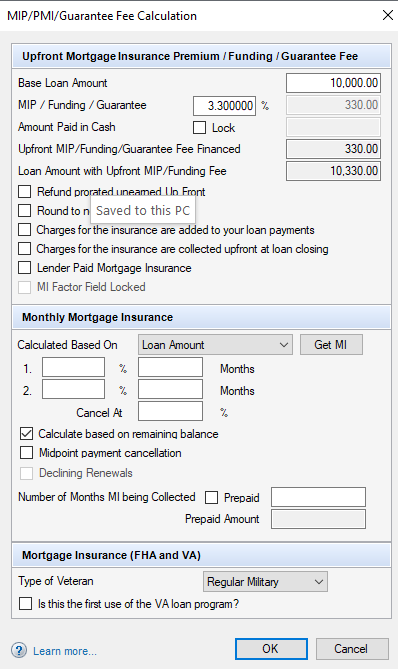 MIP/PMI/Guarantee Fee Calculation
Upfront Mortgage Insurance Premium / Funding / Guarantee Fee
Base Loan Amount 10,000.00
MIP / Funding / Guarantee 3.300000 % 330.00
Amount Paid in Cash Lock
Upfront MIP/Funding/Guarantee Fee Financed 330.00
Loan Amount with Upfront MIP/Funding Fee 10,330.00
Refund prorated unearned Up Front
Round to
Saved to this PC
Charges for the insurance are added to your loan payments
Charges for the insurance are collected upfront at loan closing
Lender Paid Mortgage Insurance
MI Factor Field Locked
Monthly Mortgage Insurance
Calculated Based On Loan Amount Get MI
1. % Months
2. % Months
Cancel At %
Calculate based on remaining balance
Midpoint payment cancellation
Declining Renewals
Number of Months MI being Collected Prepaid
Prepaid Amount
Mortgage Insurance (FHA and VA)
Type of Veteran Regular Military
Is this the first use of the VA loan program?
? Learn more... OK Cancel